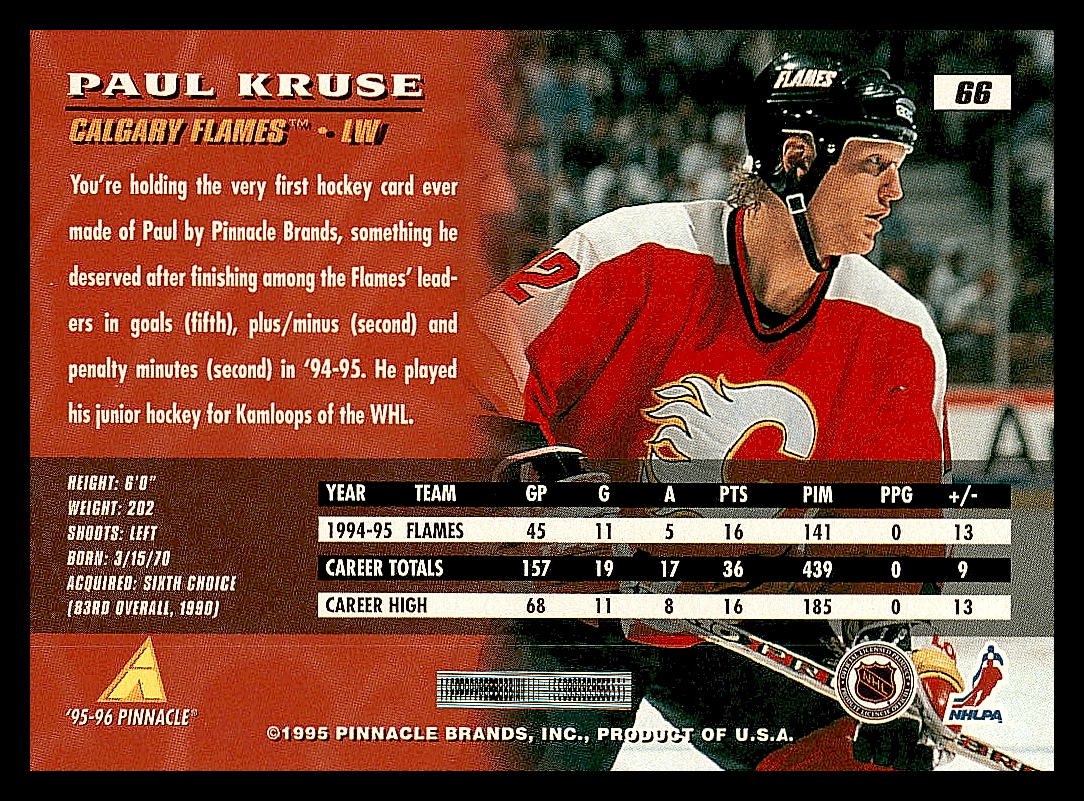 PAUL KRUSE
66
FLAMES
CALGARY FLAMES™ • LW
You're holding the very first hockey card ever
made of Paul by Pinnacle Brands, something he
deserved after finishing among the Flames' lead-
ers in goals (fifth), plus/minus (second) and
penalty minutes (second) in '94-95. He played
his junior hockey for Kamloops of the WHL.
2
C
A
HEIGHT: 6'0"
WEIGHT: 202
SHOOTS: LEFT
BORN: 3/15/70
ACQUIRED: SIXTH CHOICE
(83RD OVERALL, 1990)
YEAR TEAM GP G A PTS PIM PPG +/-
1994-95 FLAMES 45 11 5 16 141 0 13
CAREER TOTALS 157 19 17 36 439 0 9
CAREER HIGH 68 11 8 16 185 0 13
NHL
NHLPA
'95-96 PINNACLE®
©1995 PINNACLE BRANDS, INC., PRODUCT OF U.S.A.